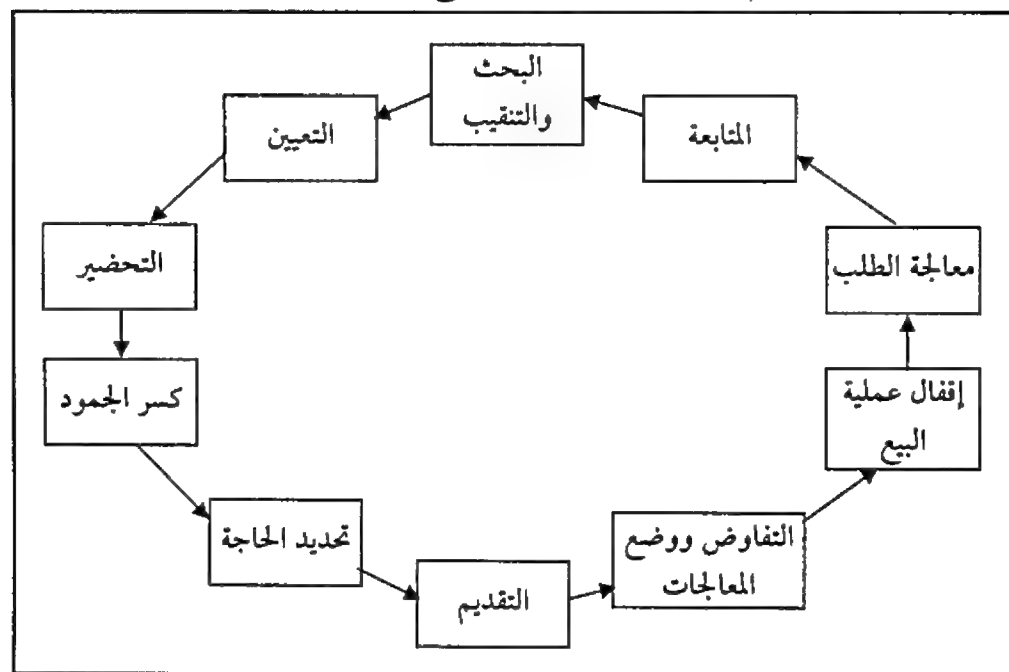 البحث
والتنقيب
التعيين
المتابعة
التحضير
معالجة الطلب
كسر الجمود
إقفال عملية
البيع
تحديد الحاجة
التفاوض ووضع
المعالجات
التقديم